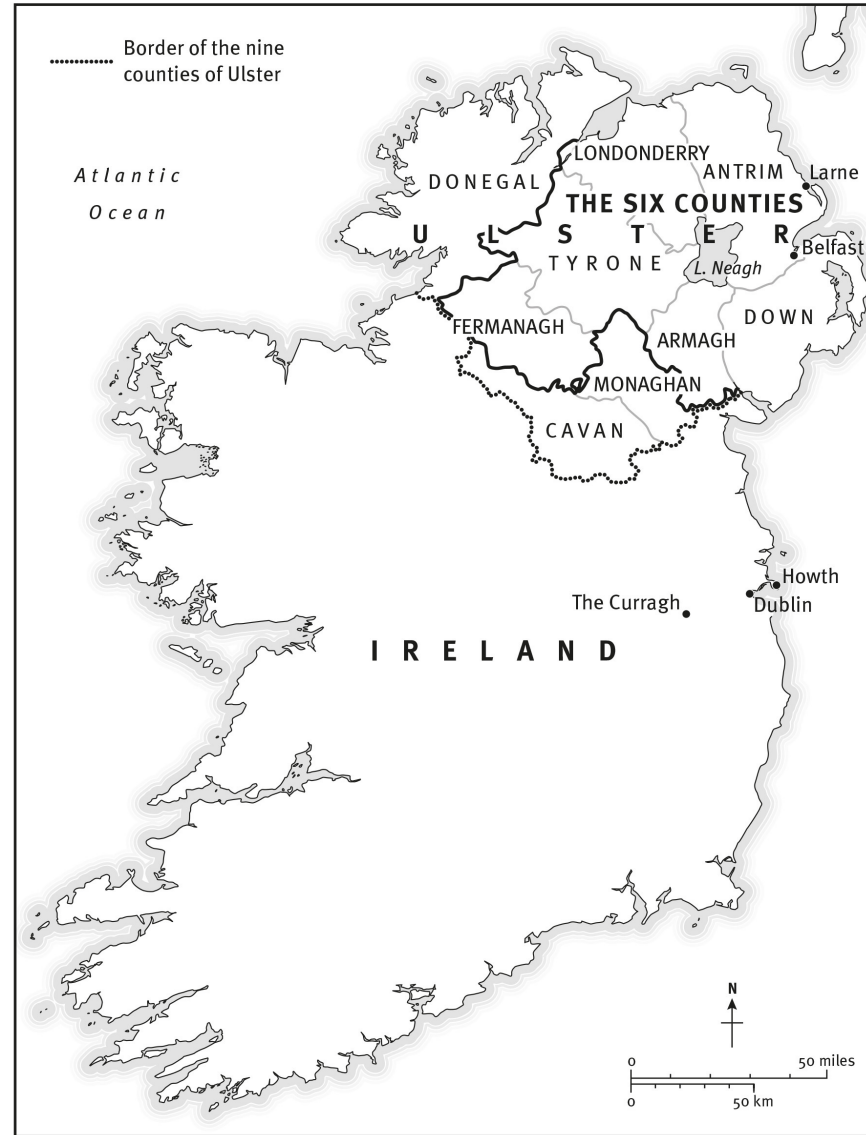 Border of the nine
counties of Ulster
Atlantic
Ocean
LONDONDERRY
ANTRIM
Larne
DONEGAL
THE SIX COUNTIES
ULSTER
Belfast
TYRONE
L. Neagh
DOWN
FERMANAGH
ARMAGH
MONAGHAN
CAVAN
Howth
The Curragh
Dublin
IRELAND
N
0 50 miles
0 50 km